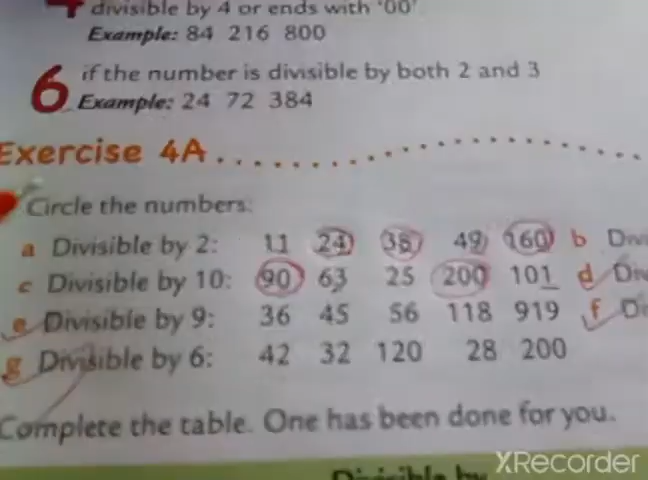 4 divisible by 4 or ends with '00'
Example: 84 216 800
6 if the number is divisible by both 2 and 3
Example: 24 72 384
Exercise 4A
Circle the numbers:
a Divisible by 2: 11 24 38 49 160 b
c Divisible by 10: 90 63 25 200 101 d
e Divisible by 9: 36 45 56 118 919 f
g Divisible by 6: 42 32 120 28 200
Complete the table. One has been done for you.
Divisible by
XRecorder